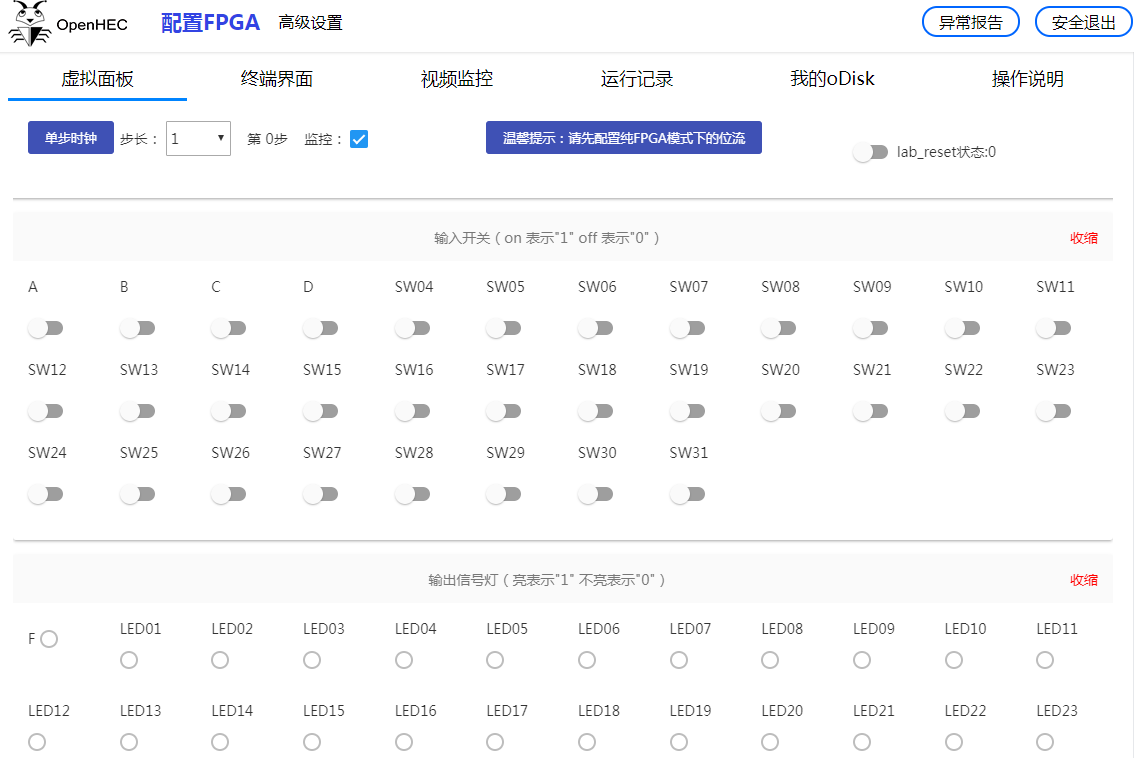 OpenHEC 配置FPGA 高级设置 异常报告 安全退出
虚拟面板 终端界面 视频监控 运行记录 我的oDisk 操作说明
单步时钟 步长： 1 第 0步 监控： 温馨提示：请先配置纯FPGA模式下的位流
lab_reset状态:0
输入开关（on 表示"1" off 表示"0"） 收缩
A B C D SW04 SW05 SW06 SW07 SW08 SW09 SW10 SW11
SW12 SW13 SW14 SW15 SW16 SW17 SW18 SW19 SW20 SW21 SW22 SW23
SW24 SW25 SW26 SW27 SW28 SW29 SW30 SW31
输出信号灯（亮表示"1" 不亮表示"0"） 收缩
F LED01 LED02 LED03 LED04 LED05 LED06 LED07 LED08 LED09 LED10 LED11
LED12 LED13 LED14 LED15 LED16 LED17 LED18 LED19 LED20 LED21 LED22 LED23